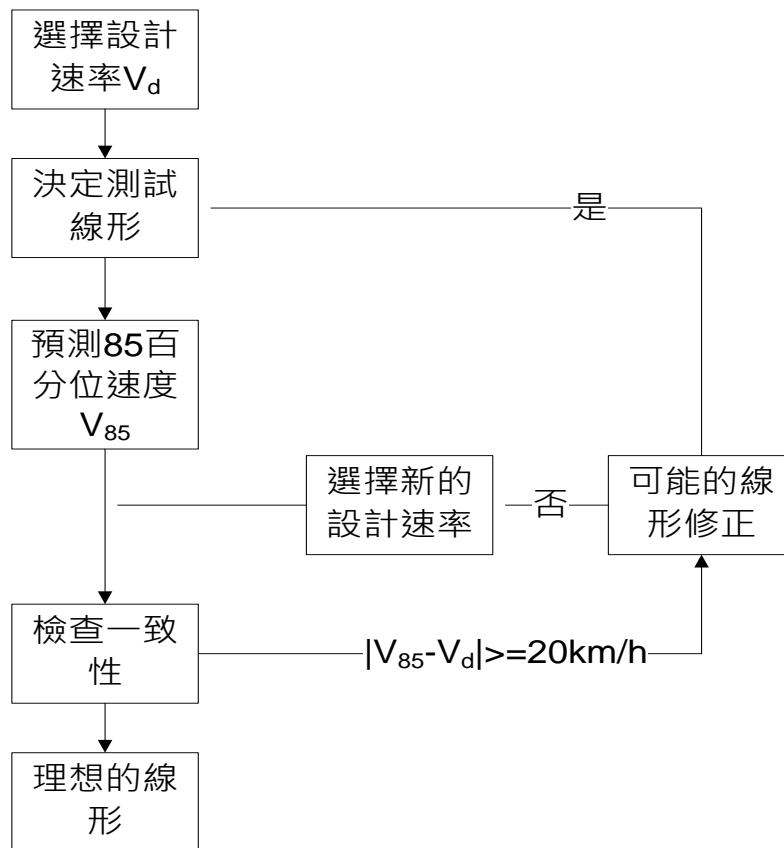 選擇設計
速率Vd
決定測試
線形
是
預測85百
分位速度
V85
選擇新的
設計速率
否
可能的線
形修正
檢查一致
性
|V85-Vd|>=20km/h
理想的線
形